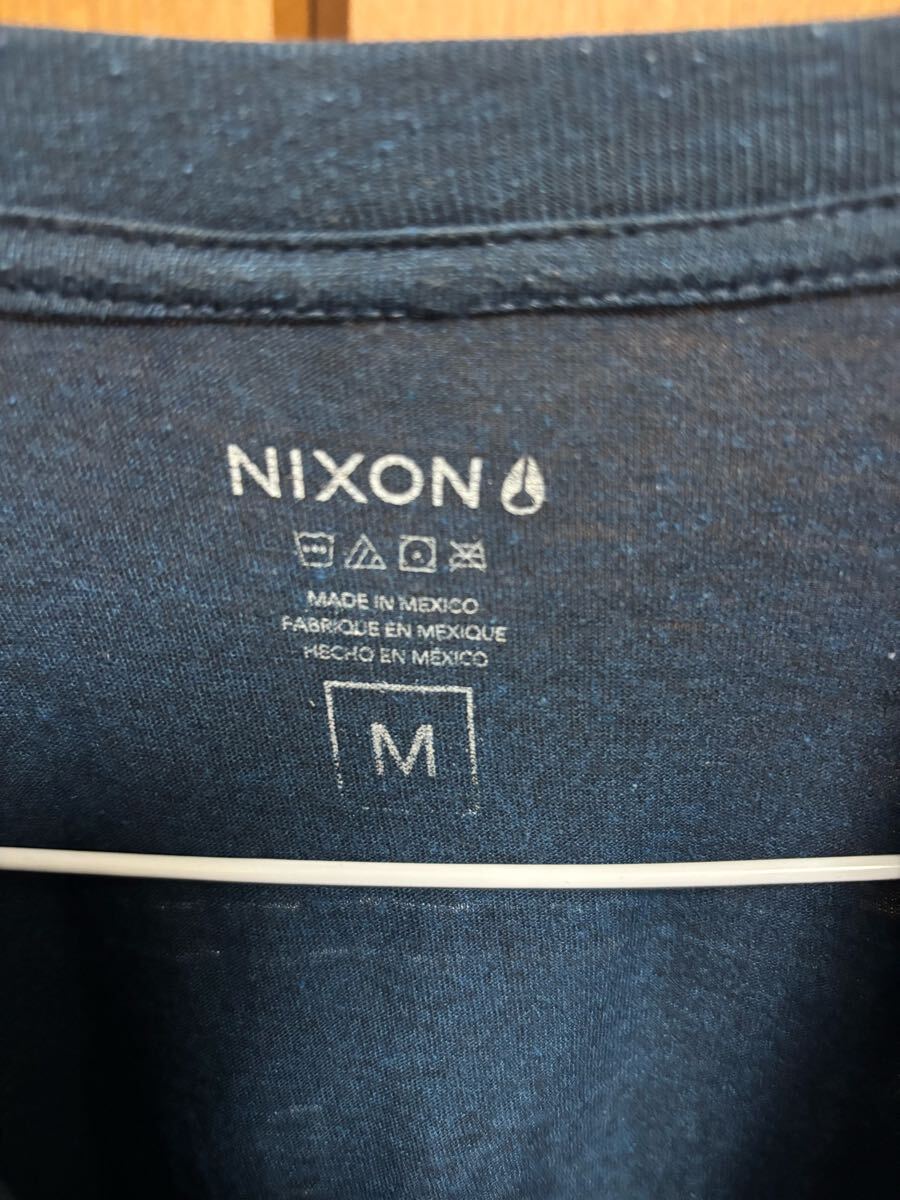 NIXON
MADE IN MEXICO
FABRIQUE EN MEXIQUE
HECHO EN MÉXICO
M